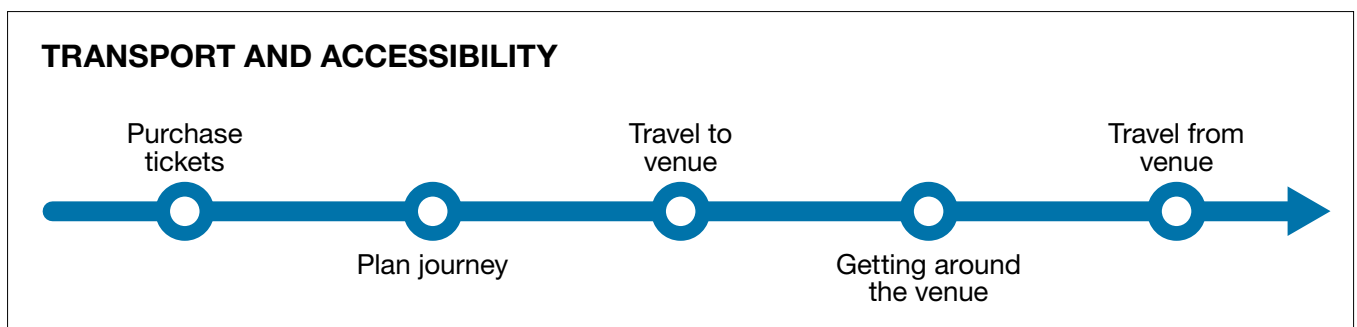 TRANSPORT AND ACCESSIBILITY
Purchase
tickets
Plan journey
Travel to
venue
Getting around
the venue
Travel from
venue